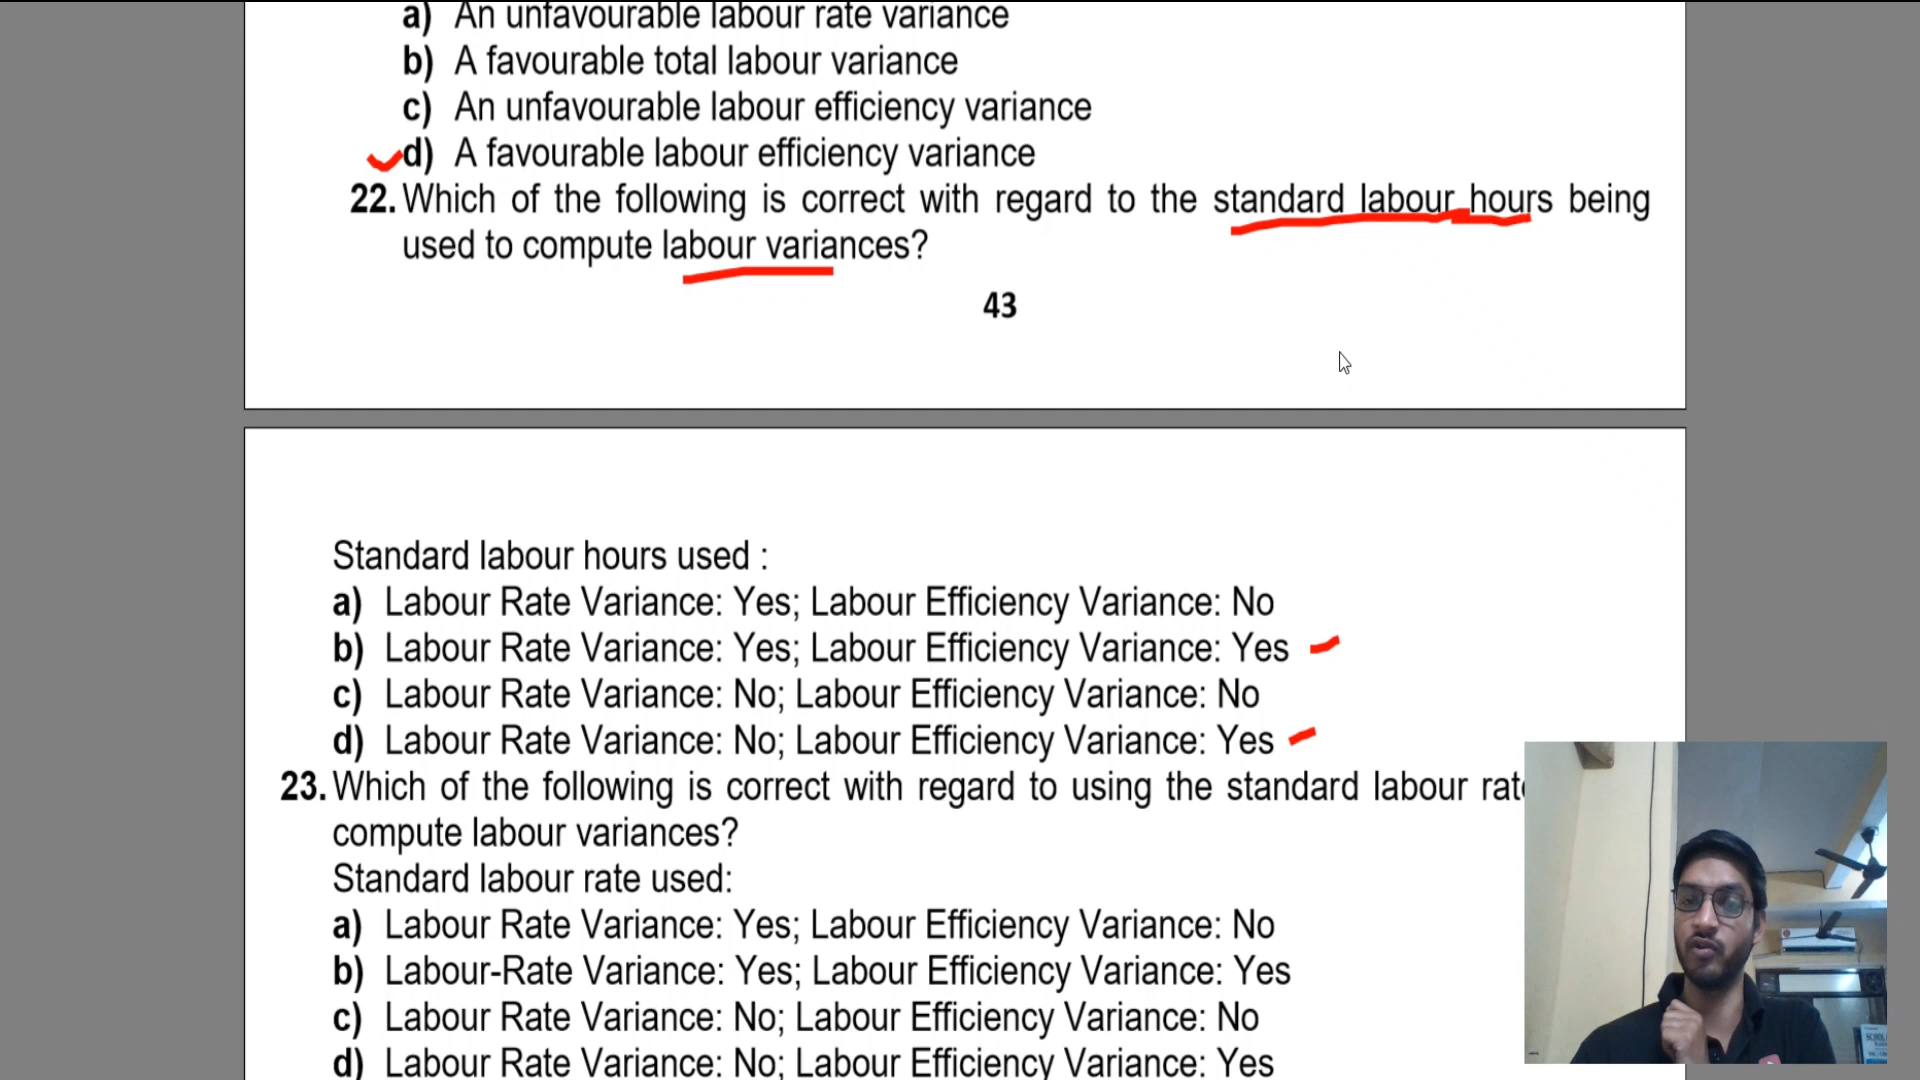 a) An unfavourable labour rate variance
b) A favourable total labour variance
c) An unfavourable labour efficiency variance
d) A favourable labour efficiency variance
22. Which of the following is correct with regard to the standard labour hours being
used to compute labour variances?
43
Standard labour hours used :
a) Labour Rate Variance: Yes; Labour Efficiency Variance: No
b) Labour Rate Variance: Yes; Labour Efficiency Variance: Yes
c) Labour Rate Variance: No; Labour Efficiency Variance: No
d) Labour Rate Variance: No; Labour Efficiency Variance: Yes
23. Which of the following is correct with regard to using the standard labour
compute labour variances?
Standard labour rate used:
a) Labour Rate Variance: Yes; Labour Efficiency Variance: No
b) Labour-Rate Variance: Yes; Labour Efficiency Variance: Yes
c) Labour Rate Variance: No; Labour Efficiency Variance: No
d) Labour Rate Variance: No; Labour Efficiency Variance: Yes